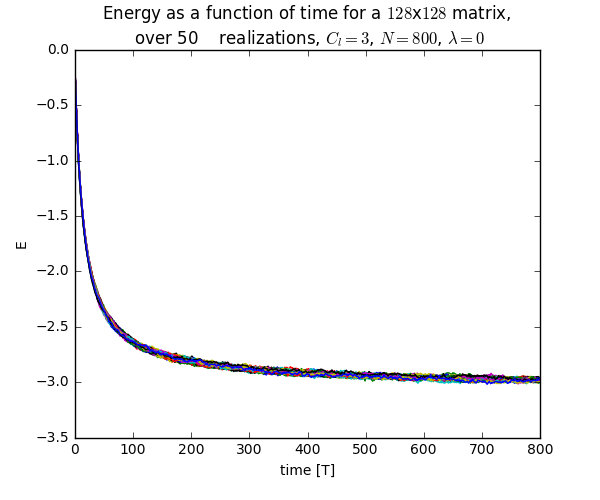 Energy as a function of time for a 128x128 matrix,
over 50    realizations, C_l = 3, N = 800, λ = 0
0.0
−0.5
−1.0
−1.5
−2.0
−2.5
−3.0
−3.5
E
0 100 200 300 400 500 600 700 800
time [T]